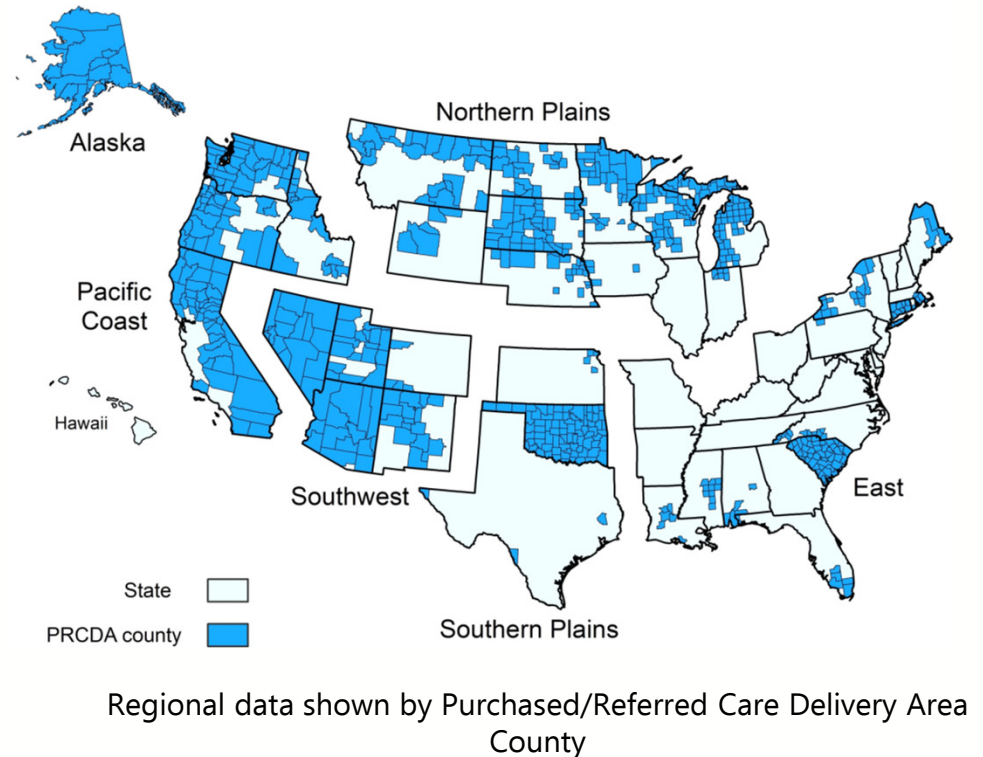 Northern Plains
Alaska
Pacific
Coast
Hawaii
Southwest
East
State
PRCDA county
Southern Plains
Regional data shown by Purchased/Referred Care Delivery Area
County